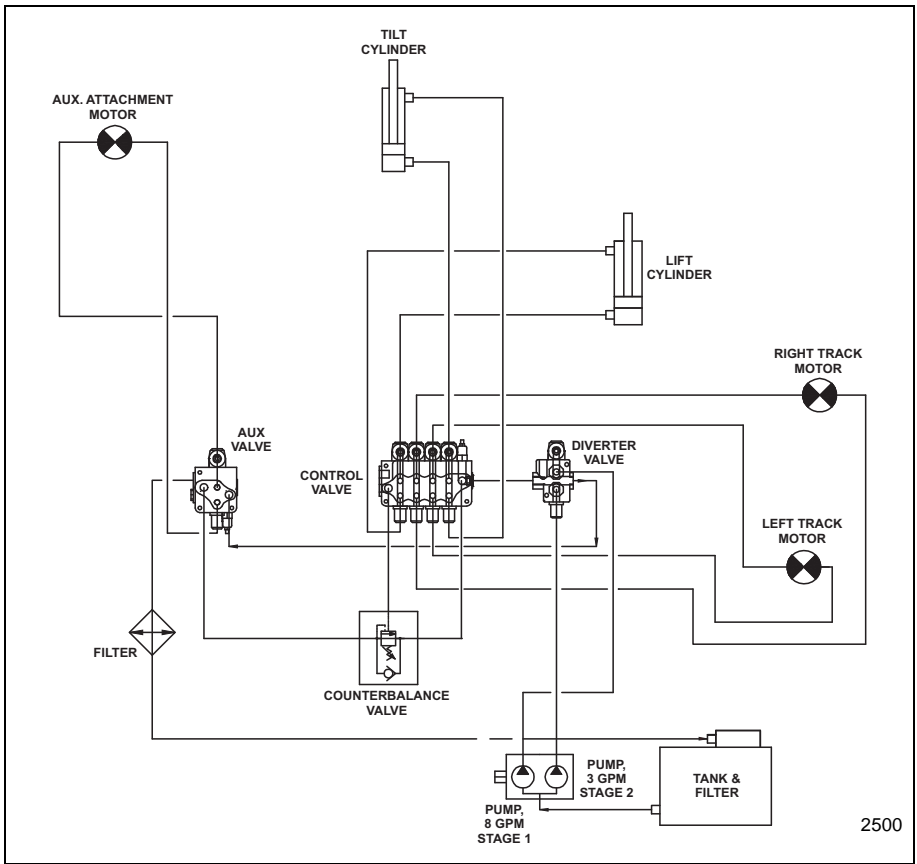 TILT
CYLINDER
AUX. ATTACHMENT
MOTOR
LIFT
CYLINDER
RIGHT TRACK
MOTOR
AUX
VALVE
CONTROL
VALVE
DIVERTER
VALVE
LEFT TRACK
MOTOR
FILTER
COUNTERBALANCE
VALVE
PUMP,
3 GPM
STAGE 2
PUMP,
8 GPM
STAGE 1
TANK &
FILTER
2500